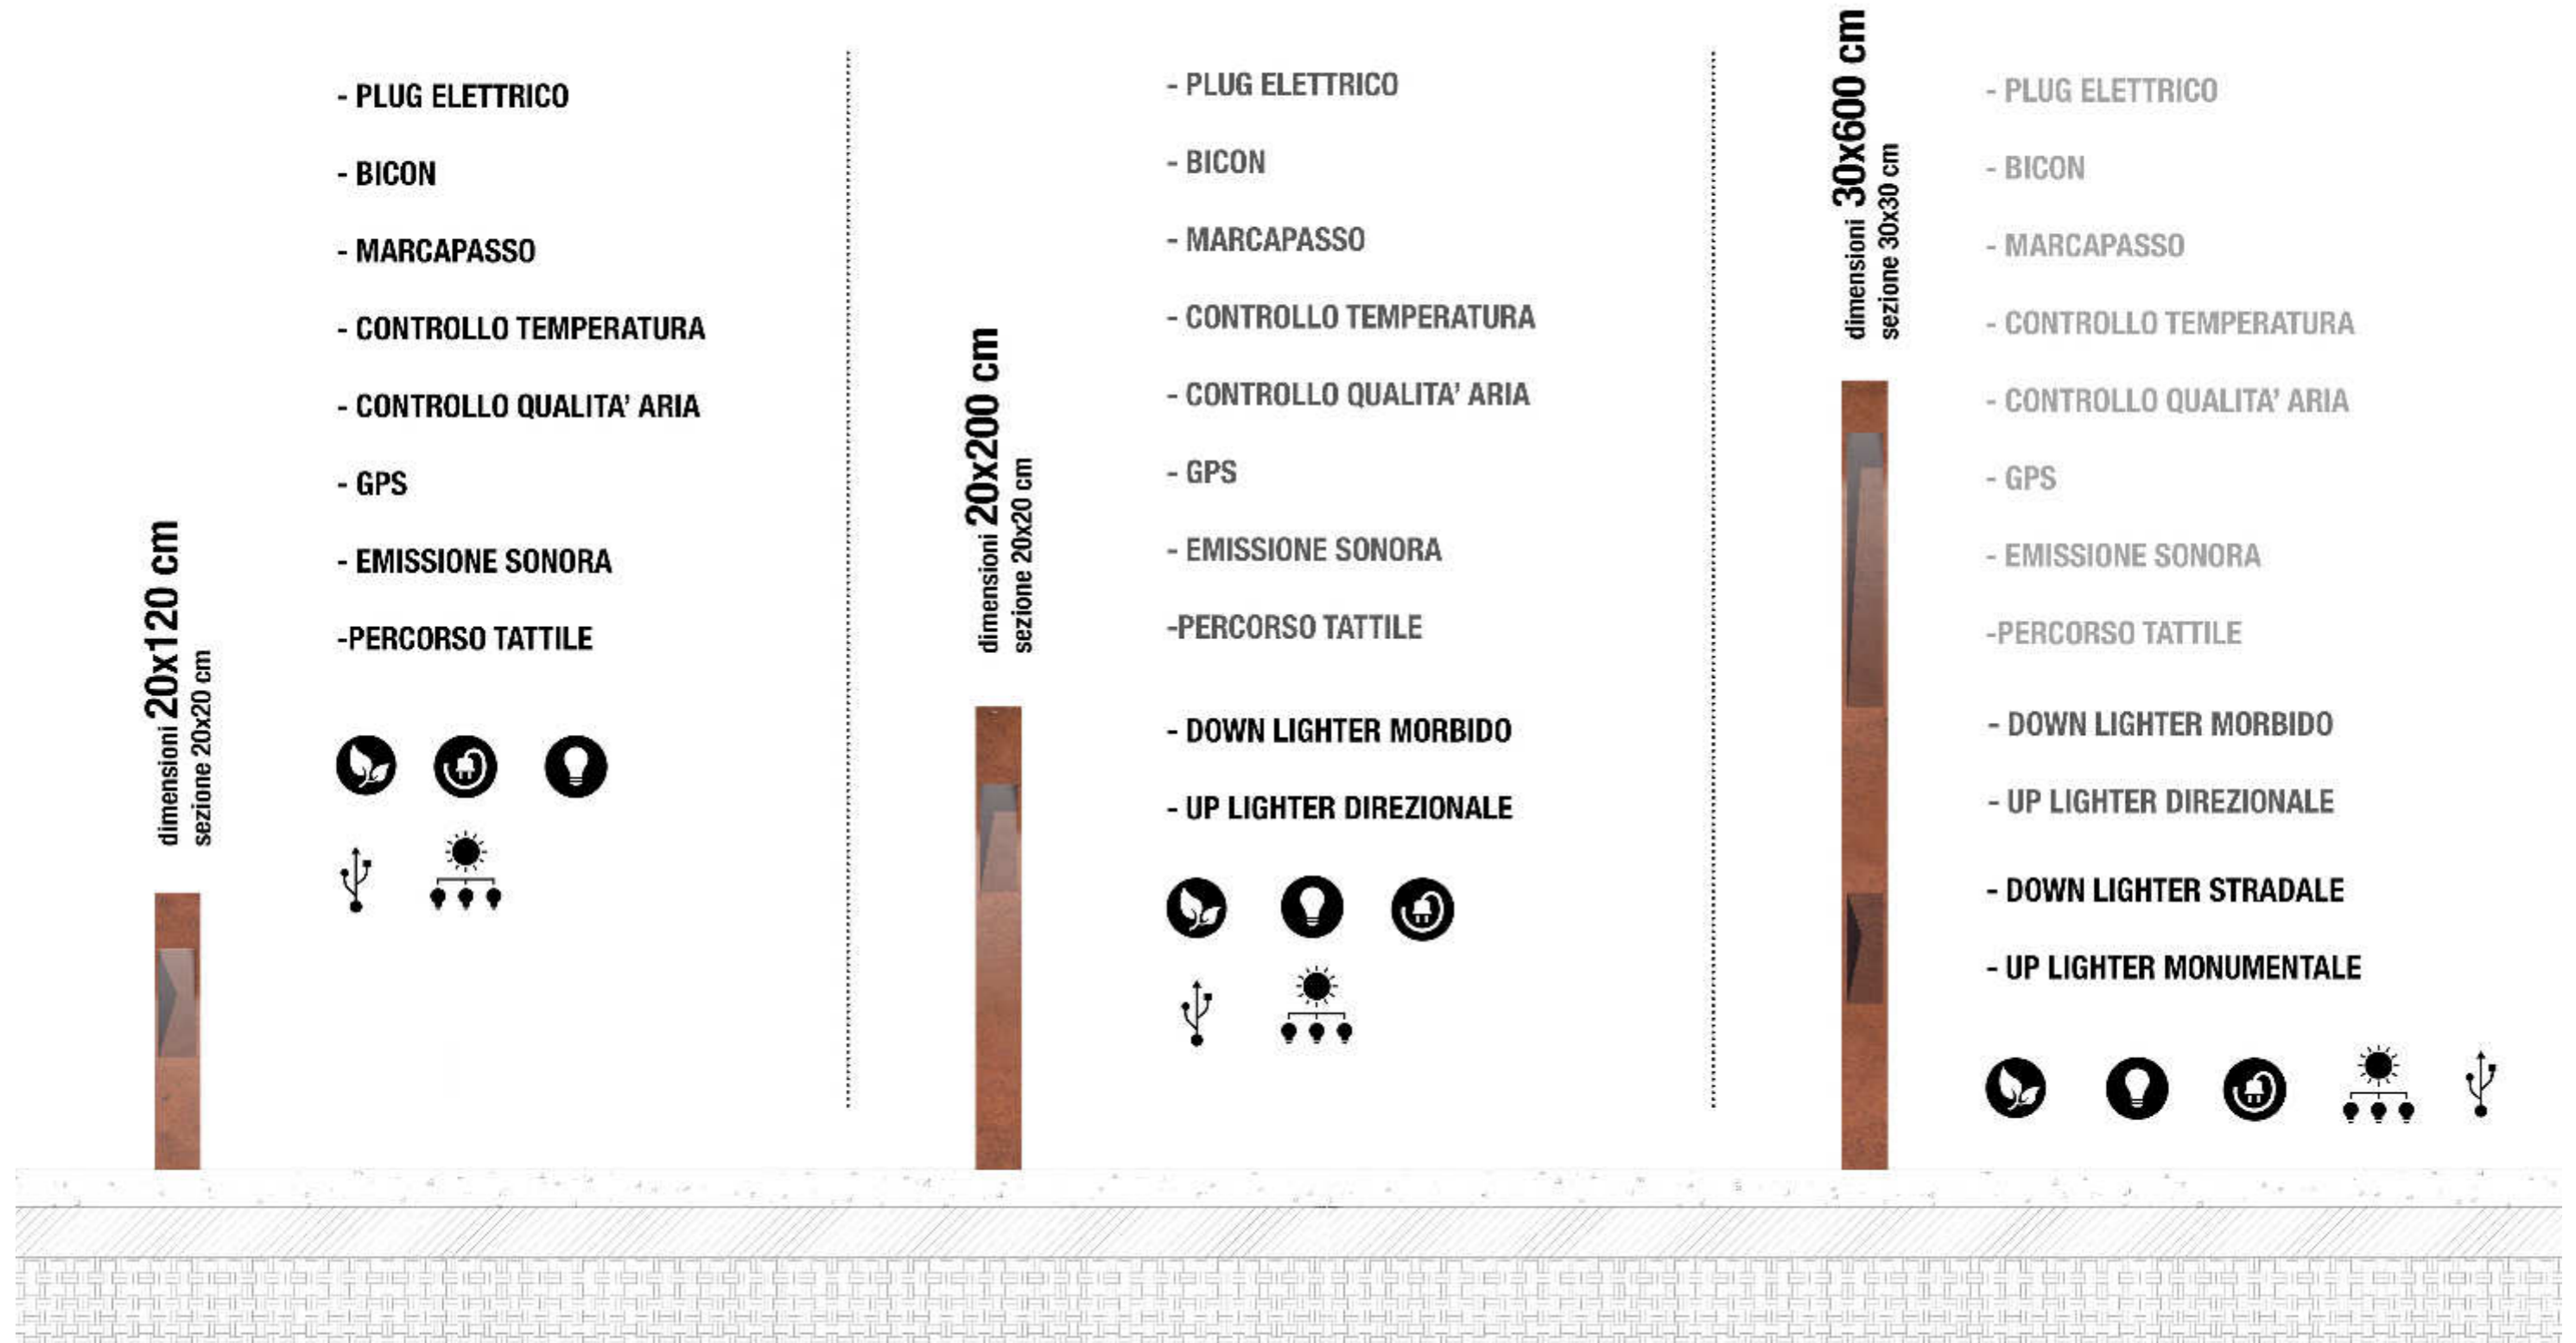 dimensioni 20x120 cm
sezione 20x20 cm
- PLUG ELETTRICO
- BICON
- MARCAPASSO
- CONTROLLO TEMPERATURA
- CONTROLLO QUALITA' ARIA
- GPS
- EMISSIONE SONORA
-PERCORSO TATTILE
dimensioni 20x200 cm
sezione 20x20 cm
- PLUG ELETTRICO
- BICON
- MARCAPASSO
- CONTROLLO TEMPERATURA
- CONTROLLO QUALITA' ARIA
- GPS
- EMISSIONE SONORA
-PERCORSO TATTILE
- DOWN LIGHTER MORBIDO
- UP LIGHTER DIREZIONALE
dimensioni 30x600 cm
sezione 30x30 cm
- PLUG ELETTRICO
- BICON
- MARCAPASSO
- CONTROLLO TEMPERATURA
- CONTROLLO QUALITA' ARIA
- GPS
- EMISSIONE SONORA
-PERCORSO TATTILE
- DOWN LIGHTER MORBIDO
- UP LIGHTER DIREZIONALE
- DOWN LIGHTER STRADALE
- UP LIGHTER MONUMENTALE